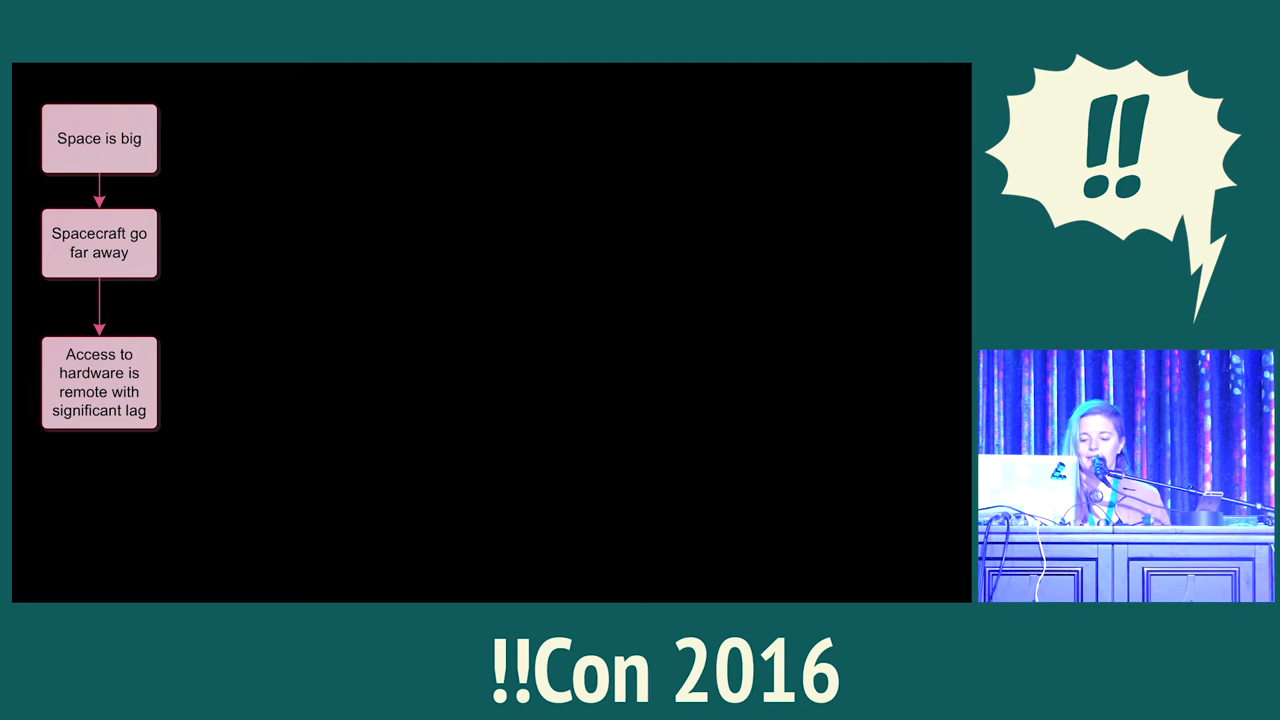 Space is big
Spacecraft go
far away
Access to
hardware is
remote with
significant lag
!!
!!Con 2016